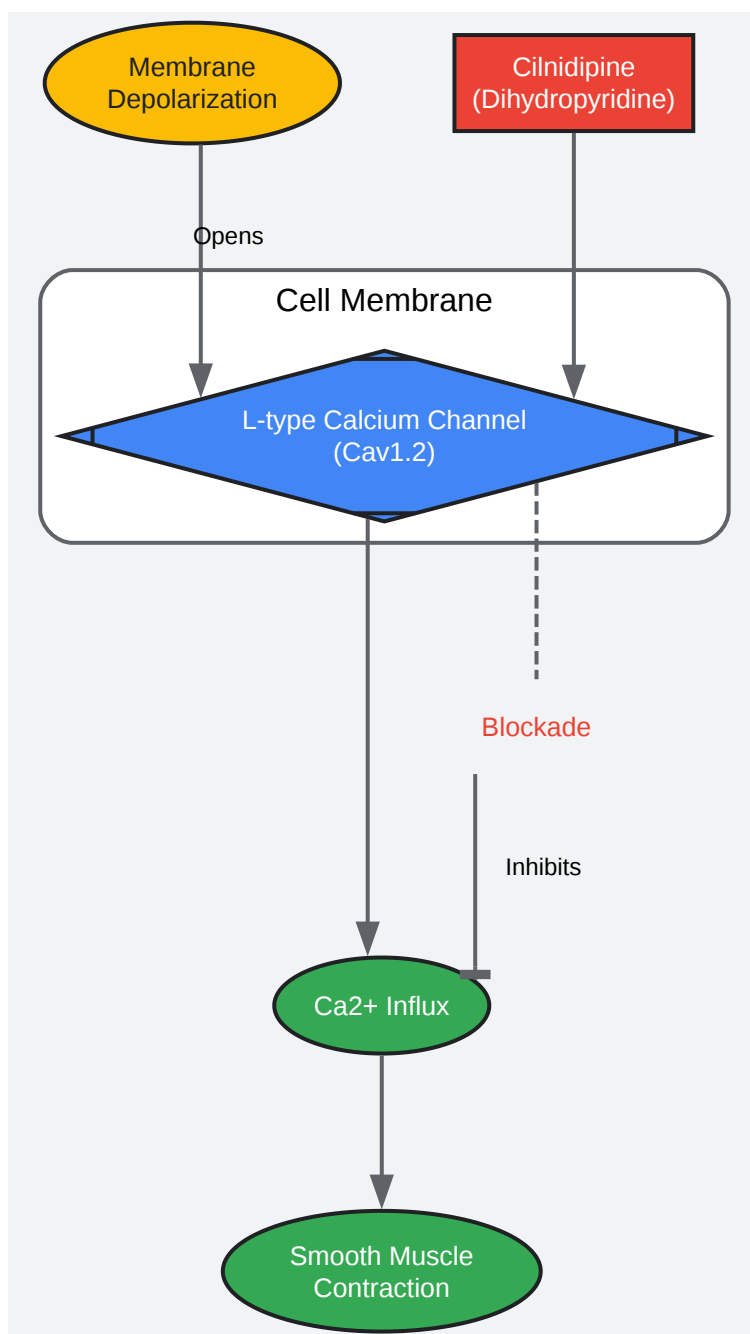 Membrane
Depolarization
Cilnidipine
(Dihydropyridine)
Opens
Cell Membrane
L-type Calcium Channel
(Cav1.2)
Blockade
Inhibits
Ca2+ Influx
Smooth Muscle
Contraction